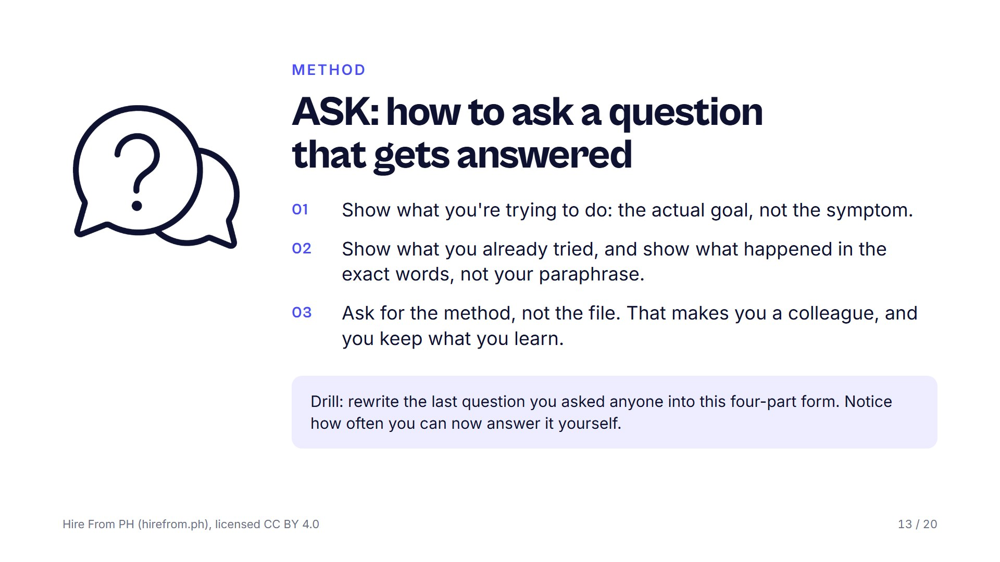 METHOD
ASK: how to ask a question
that gets answered
01 Show what you're trying to do: the actual goal, not the symptom.
02 Show what you already tried, and show what happened in the
exact words, not your paraphrase.
03 Ask for the method, not the file. That makes you a colleague, and
you keep what you learn.
Drill: rewrite the last question you asked anyone into this four-part form. Notice
how often you can now answer it yourself.
Hire From PH (hirefrom.ph), licensed CC BY 4.0
13 / 20
?